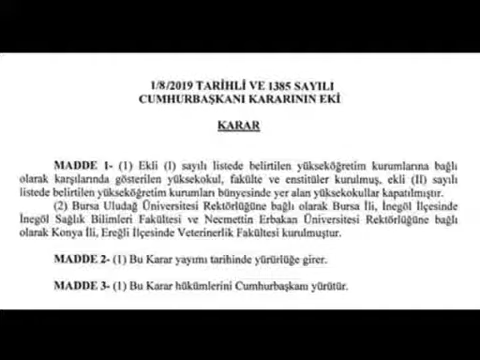 1/8/2019 TARİHLİ VE 1385 SAYILI
CUMHURBAŞKANI KARARININ EKİ
KARAR
MADDE 1- (1) Ekli (I) sayılı listede belirtilen yükseköğretim kurumlarına bağlı
olarak karşılarında gösterilen yüksekokul, fakülte ve enstitüler kurulmuş, ekli (II) sayılı
listede belirtilen yükseköğretim kurumları bünyesinde yer alan yüksekokullar kapatılmıştır.
(2) Bursa Uludağ Üniversitesi Rektörlüğüne bağlı olarak Bursa İli, İnegöl İlçesinde
İnegöl Sağlık Bilimleri Fakültesi ve Necmettin Erbakan Üniversitesi Rektörlüğüne bağlı
olarak Konya İli, Ereğli İlçesinde Veterinerlik Fakültesi kurulmuştur.
MADDE 2- (1) Bu Karar yayımı tarihinde yürürlüğe girer.
MADDE 3- (1) Bu Karar hükümlerini Cumhurbaşkanı yürütür.